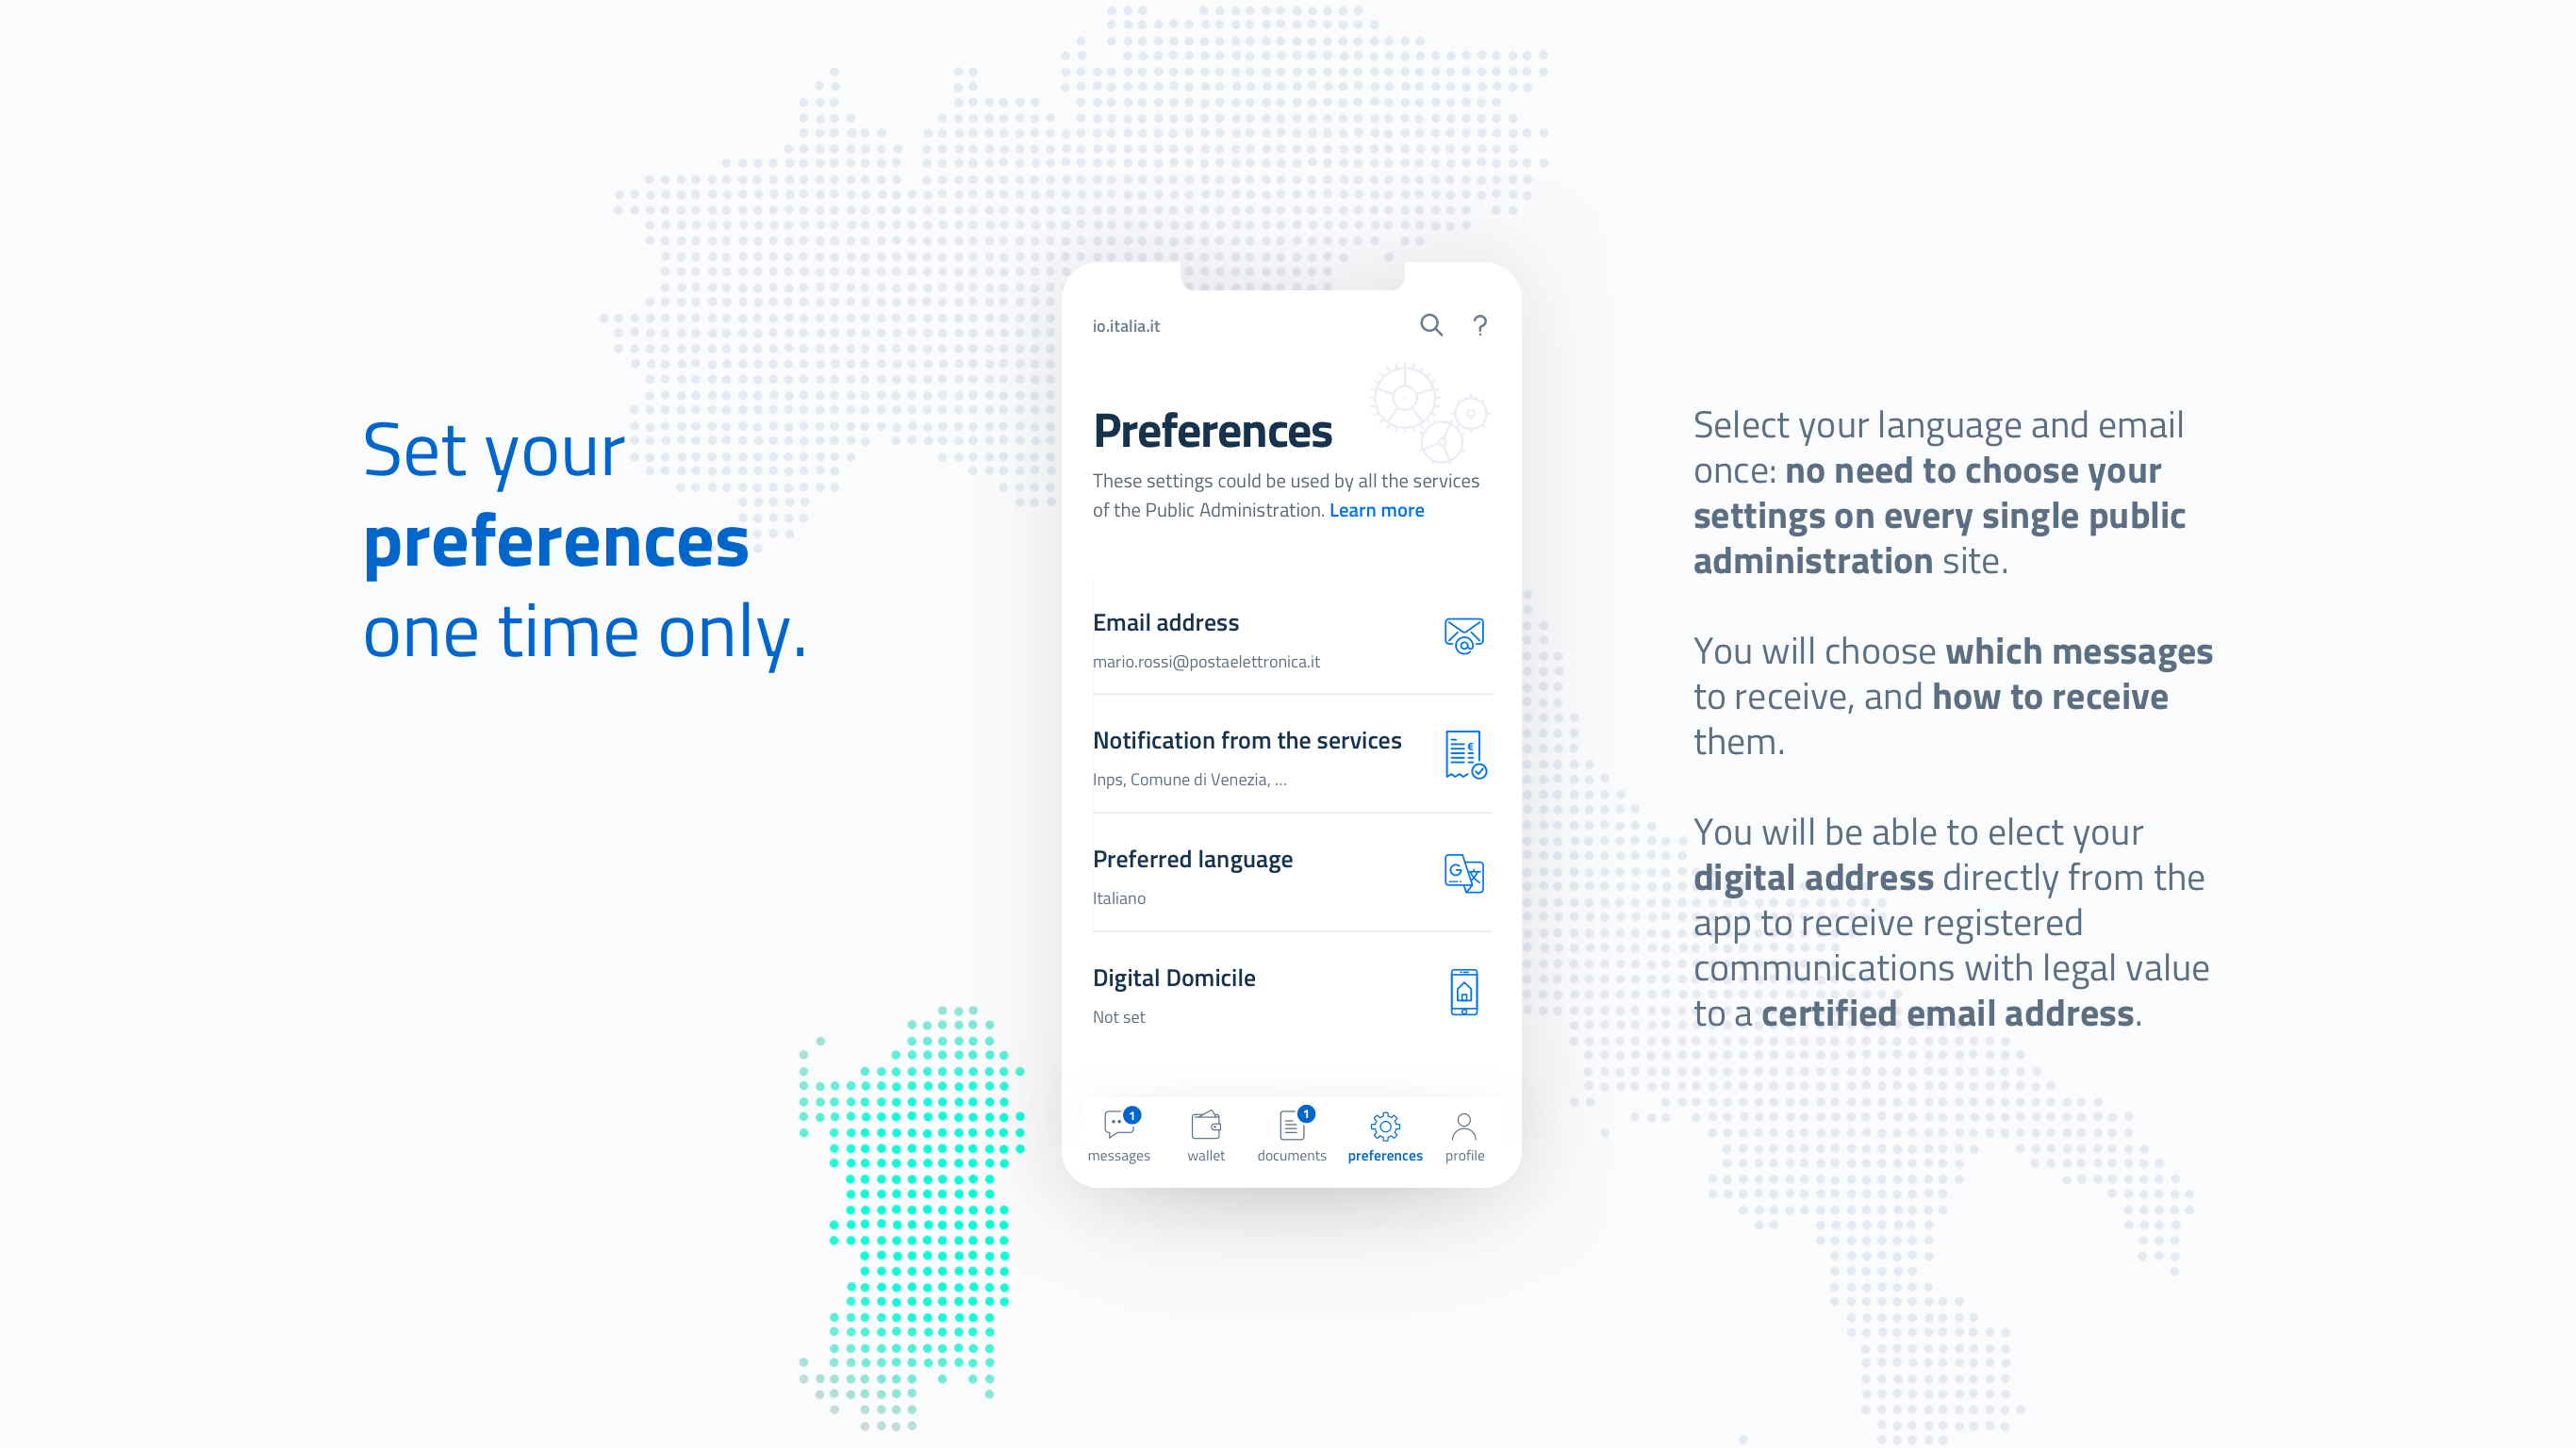 Set your
preferences
one time only.
io.italia.it
?
Preferences
These settings could be used by all the services
of the Public Administration. Learn more
Email address
mario.rossi@postaelettronica.it
Notification from the services
Inps, Comune di Venezia, ...
Preferred language
Italiano
Digital Domicile
Not set
1
1
messages
wallet
documents
preferences
profile
Select your language and email
once: no need to choose your
settings on every single public
administration site.
You will choose which messages
to receive, and how to receive
them.
You will be able to elect your
digital address directly from the
app to receive registered
communications with legal value
to a certified email address.